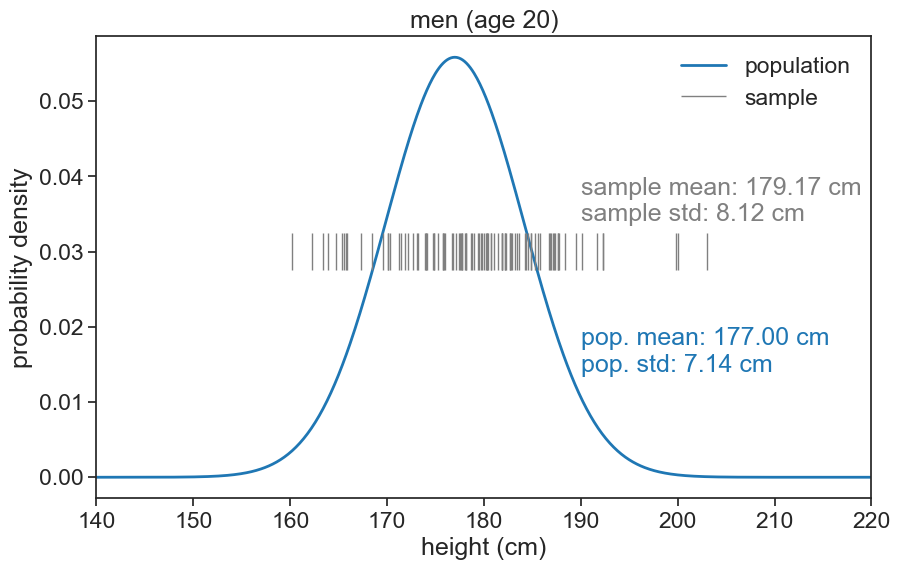 men (age 20)
population
sample
sample mean: 179.17 cm
sample std: 8.12 cm
pop. mean: 177.00 cm
pop. std: 7.14 cm
probability density
0.05
0.04
0.03
0.02
0.01
0.00
140 150 160 170 180 190 200 210 220
height (cm)